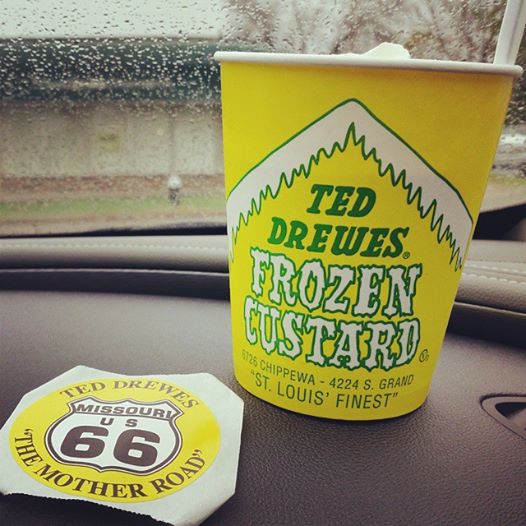 TED
DREWES®
FROZEN
CUSTARD®
6726 CHIPPEWA - 4224 S. GRAND
"ST. LOUIS' FINEST"
TED DREWES
MISSOURI
U S
66
"THE MOTHER ROAD"